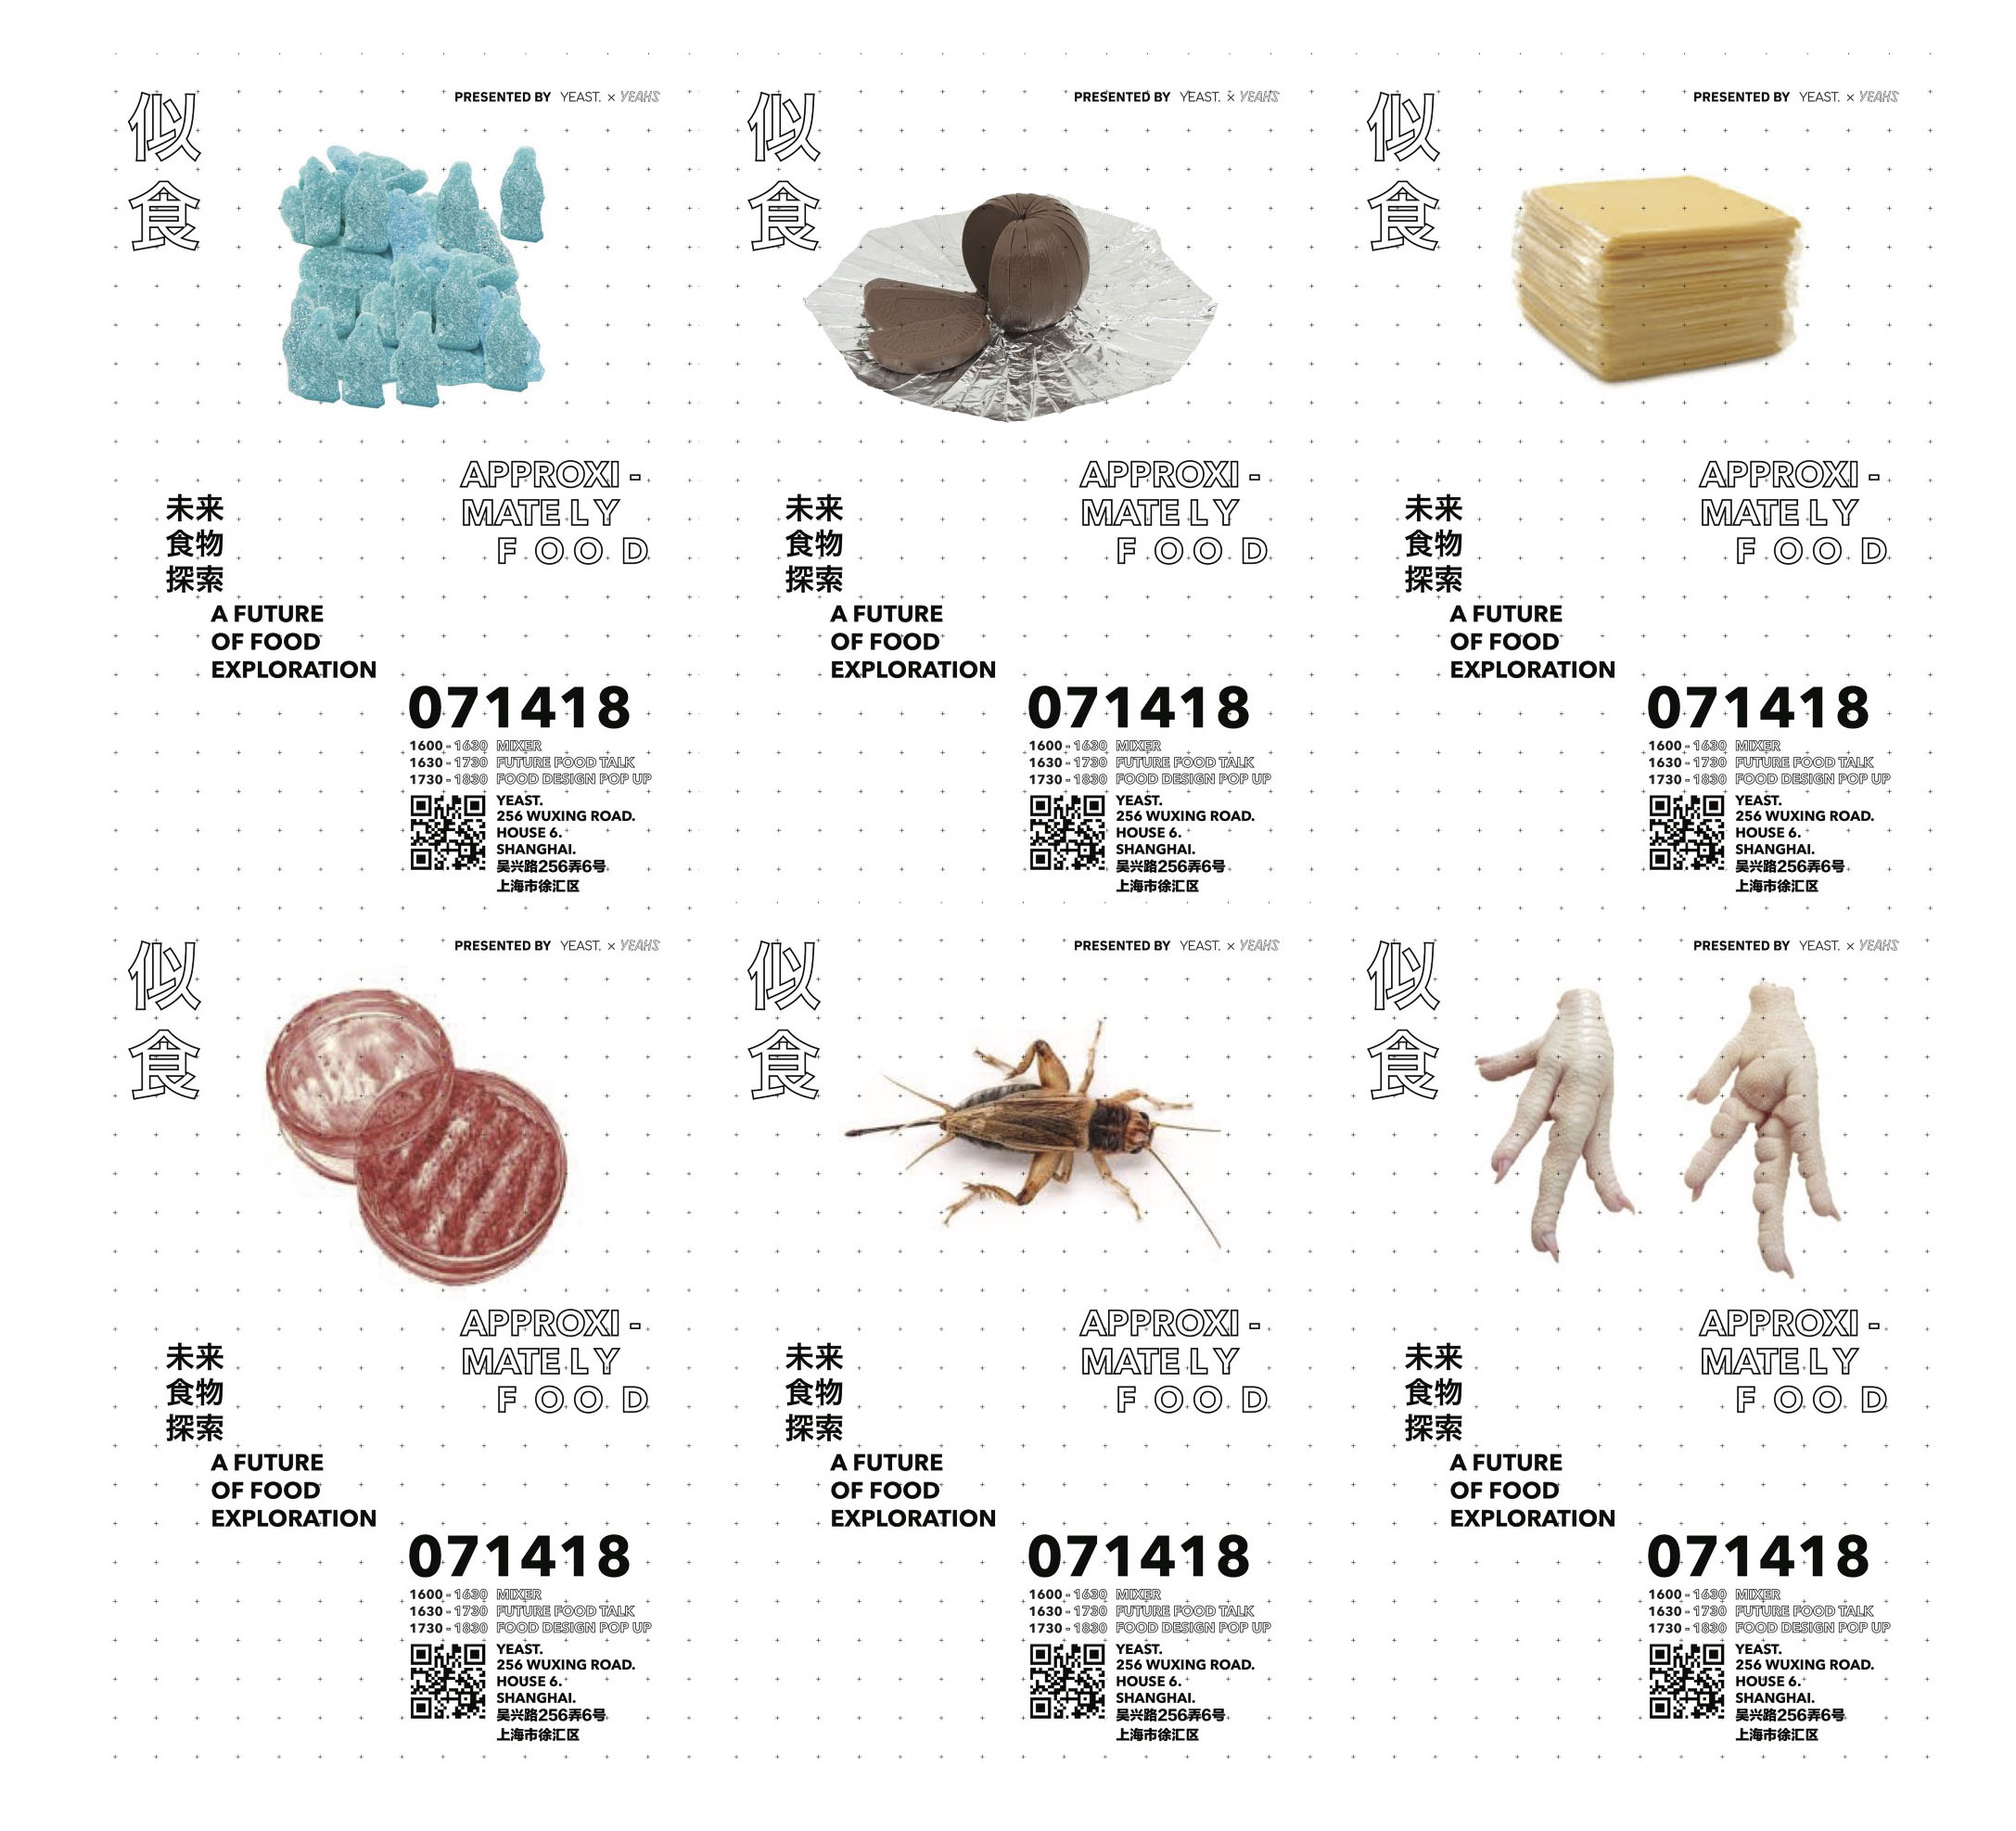 似
食
PRESENTED BY YEAST. × YEAHS
APPROXI -
MATELY
FOOD
未来
食物
探索
A FUTURE
OF FOOD
EXPLORATION
071418
1600 - 1630 MIXER
1630 - 1730 FUTURE FOOD TALK
1730 - 1830 FOOD DESIGN POP UP
YEAST.
256 WUXING ROAD.
HOUSE 6.
SHANGHAI.
吴兴路256弄6号
上海市徐汇区
似
食
PRESENTED BY YEAST. × YEAHS
APPROXI -
MATELY
FOOD
未来
食物
探索
A FUTURE
OF FOOD
EXPLORATION
071418
1600 - 1630 MIXER
1630 - 1730 FUTURE FOOD TALK
1730 - 1830 FOOD DESIGN POP UP
YEAST.
256 WUXING ROAD.
HOUSE 6.
SHANGHAI.
吴兴路256弄6号
上海市徐汇区
似
食
PRESENTED BY YEAST. × YEAHS
APPROXI -
MATELY
FOOD
未来
食物
探索
A FUTURE
OF FOOD
EXPLORATION
071418
1600 - 1630 MIXER
1630 - 1730 FUTURE FOOD TALK
1730 - 1830 FOOD DESIGN POP UP
YEAST.
256 WUXING ROAD.
HOUSE 6.
SHANGHAI.
吴兴路256弄6号
上海市徐汇区
似
食
PRESENTED BY YEAST. × YEAHS
APPROXI -
MATELY
FOOD
未来
食物
探索
A FUTURE
OF FOOD
EXPLORATION
071418
1600 - 1630 MIXER
1630 - 1730 FUTURE FOOD TALK
1730 - 1830 FOOD DESIGN POP UP
YEAST.
256 WUXING ROAD.
HOUSE 6.
SHANGHAI.
吴兴路256弄6号
上海市徐汇区
似
食
PRESENTED BY YEAST. × YEAHS
APPROXI -
MATELY
FOOD
未来
食物
探索
A FUTURE
OF FOOD
EXPLORATION
071418
1600 - 1630 MIXER
1630 - 1730 FUTURE FOOD TALK
1730 - 1830 FOOD DESIGN POP UP
YEAST.
256 WUXING ROAD.
HOUSE 6.
SHANGHAI.
吴兴路256弄6号
上海市徐汇区
似
食
PRESENTED BY YEAST. × YEAHS
APPROXI -
MATELY
FOOD
未来
食物
探索
A FUTURE
OF FOOD
EXPLORATION
071418
1600 - 1630 MIXER
1630 - 1730 FUTURE FOOD TALK
1730 - 1830 FOOD DESIGN POP UP
YEAST.
256 WUXING ROAD.
HOUSE 6.
SHANGHAI.
吴兴路256弄6号
上海市徐汇区